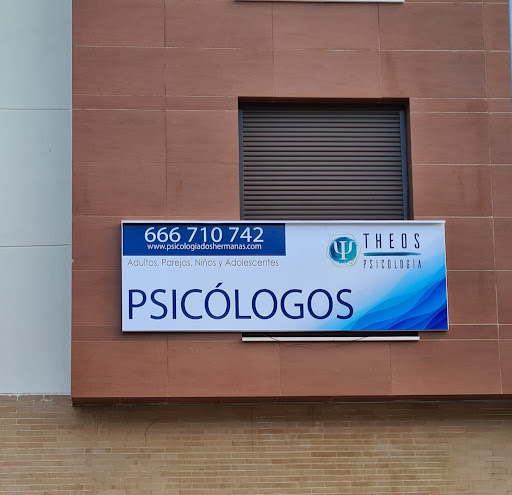 666 710 742
www.psicologiadoshermanas.com
Adultos, Parejas, Niños y Adolescentes
PSICÓLOGOS
Ψ
THEOS
PSICOLOGÍA